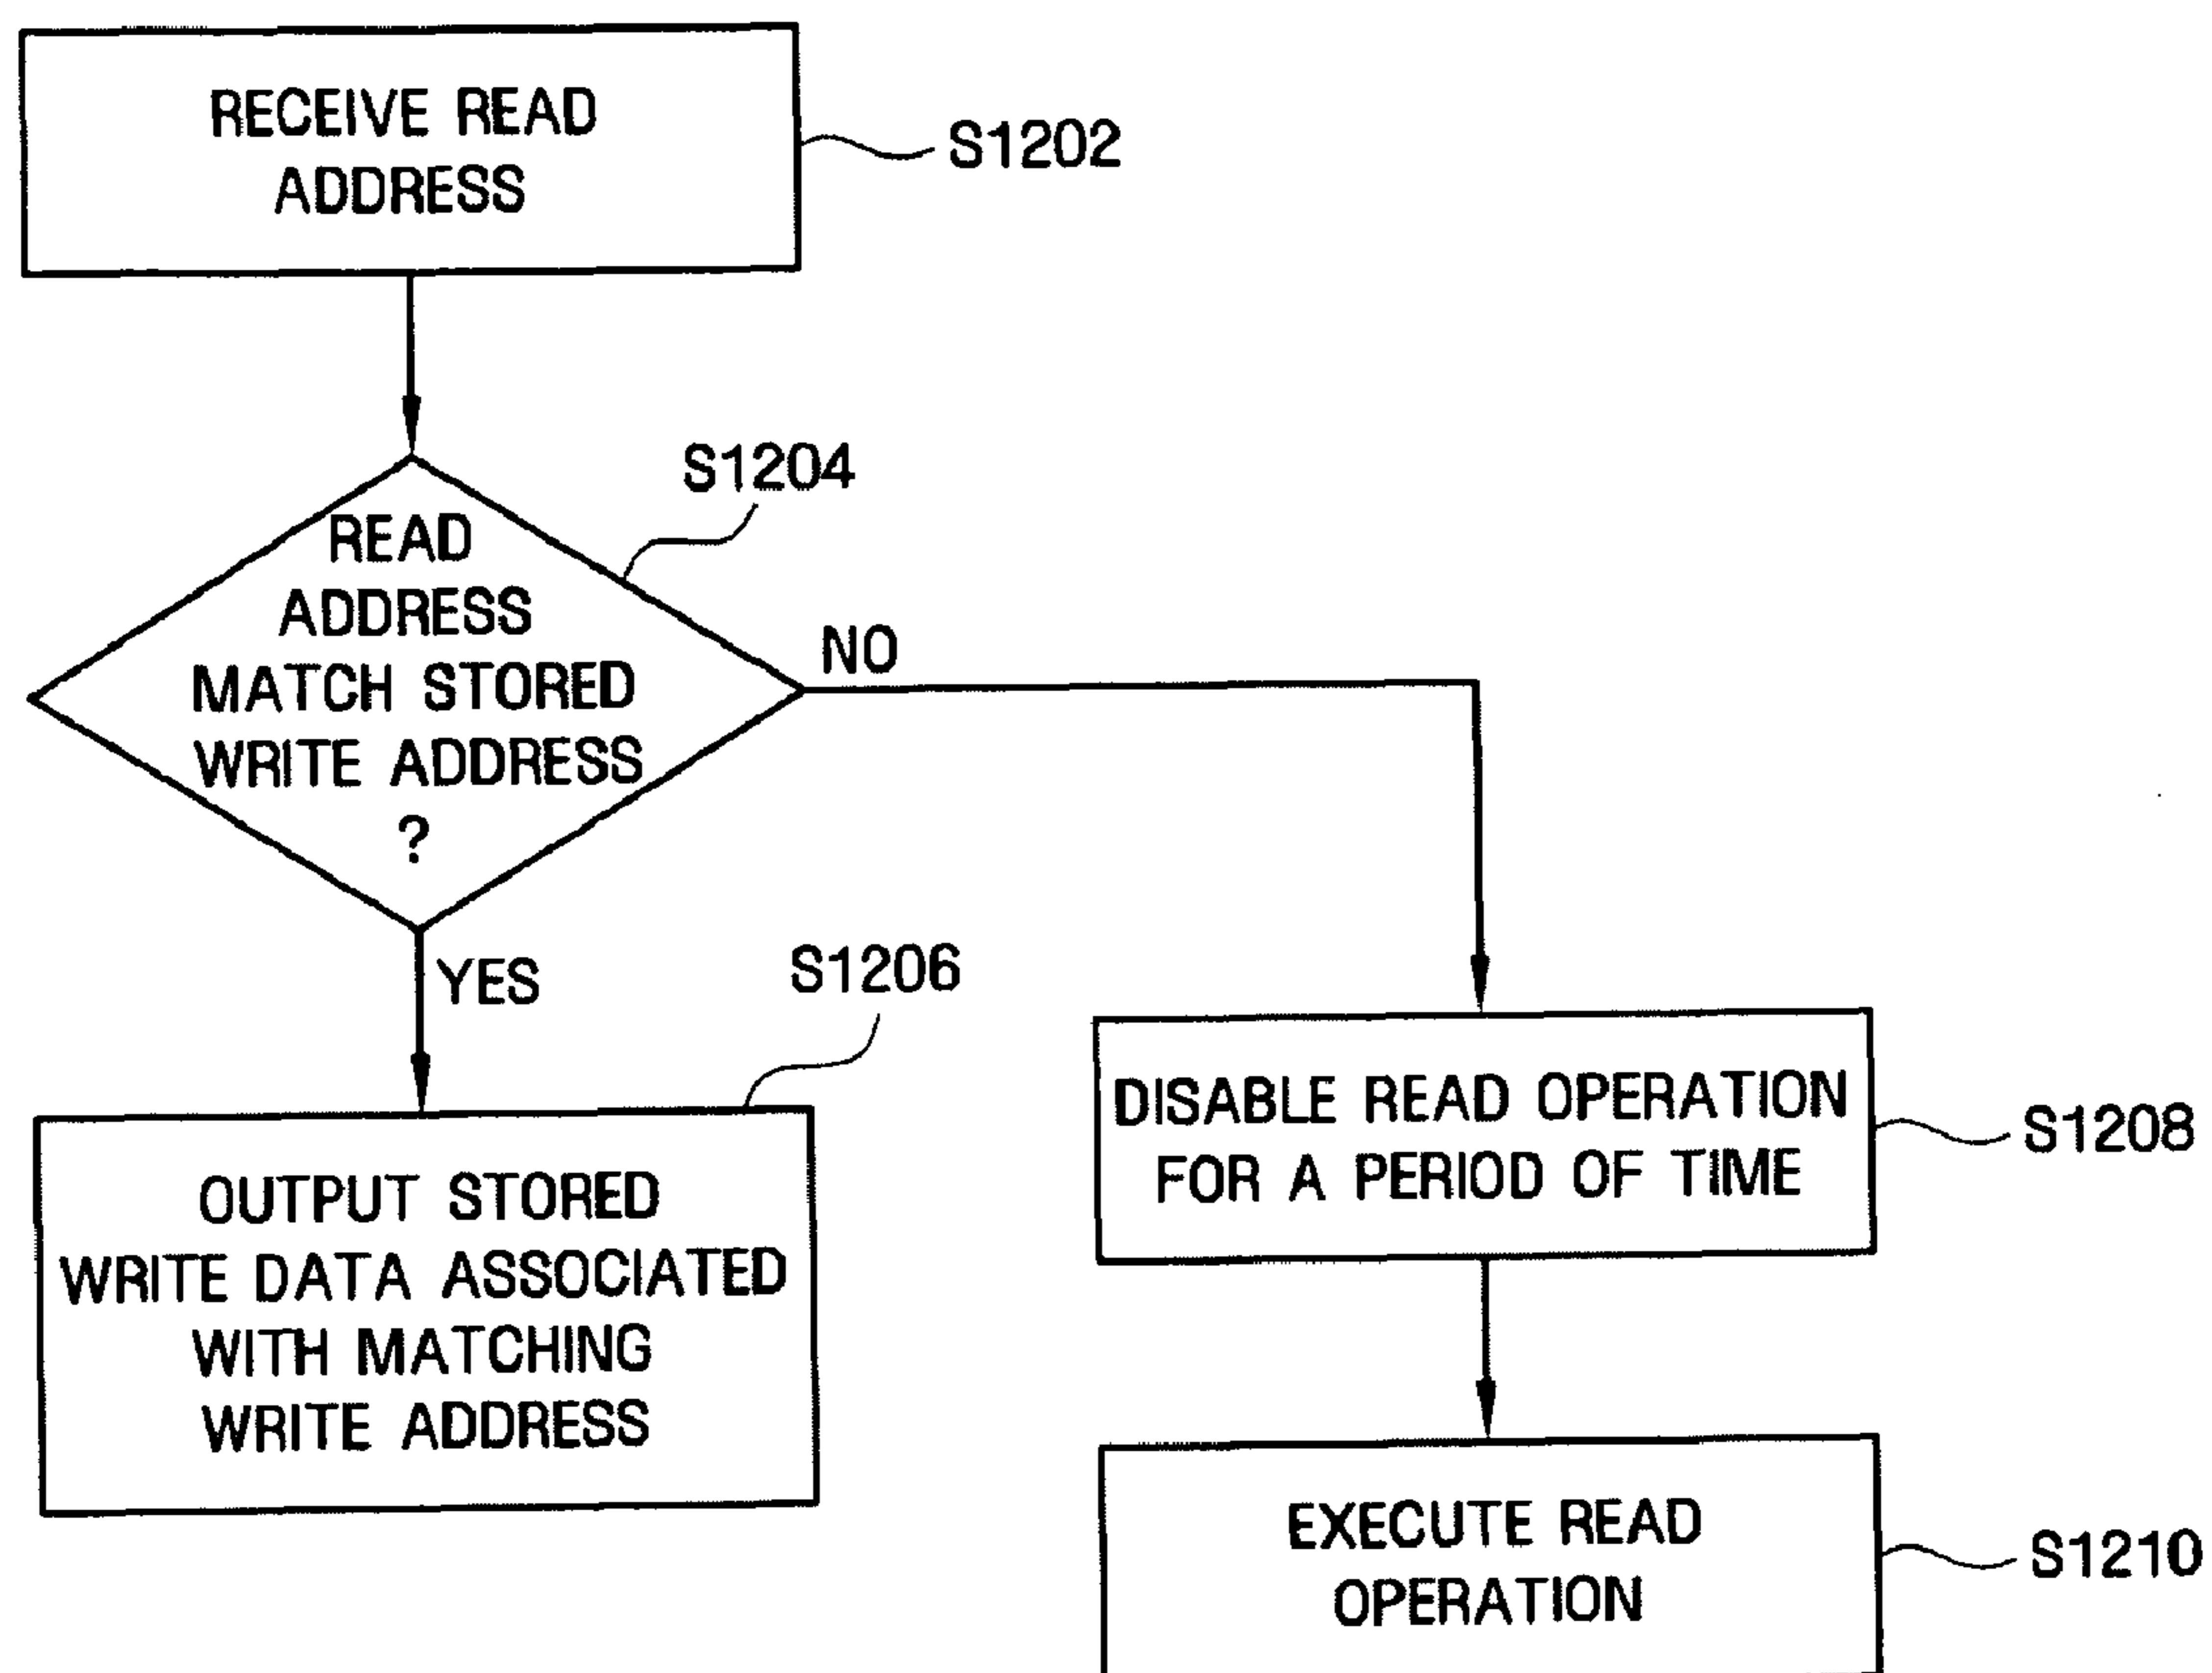 RECEIVE READ
ADDRESS
S1202
S1204
READ
ADDRESS
MATCH STORED
WRITE ADDRESS
?
NO
YES
S1206
OUTPUT STORED
WRITE DATA ASSOCIATED
WITH MATCHING
WRITE ADDRESS
DISABLE READ OPERATION
FOR A PERIOD OF TIME
S1208
EXECUTE READ
OPERATION
S1210